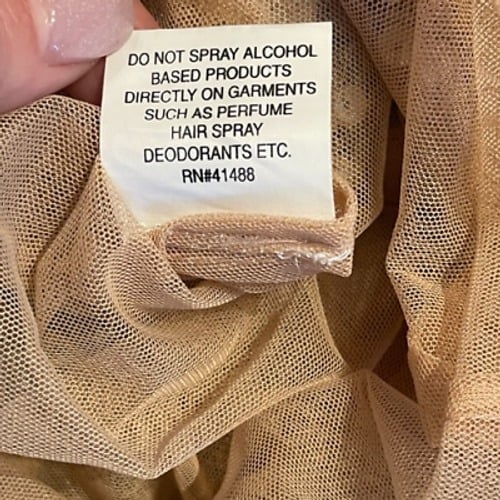 DO NOT SPRAY ALCOHOL
BASED PRODUCTS
DIRECTLY ON GARMENTS
SUCH AS PERFUME
HAIR SPRAY
DEODORANTS ETC.
RN#41488